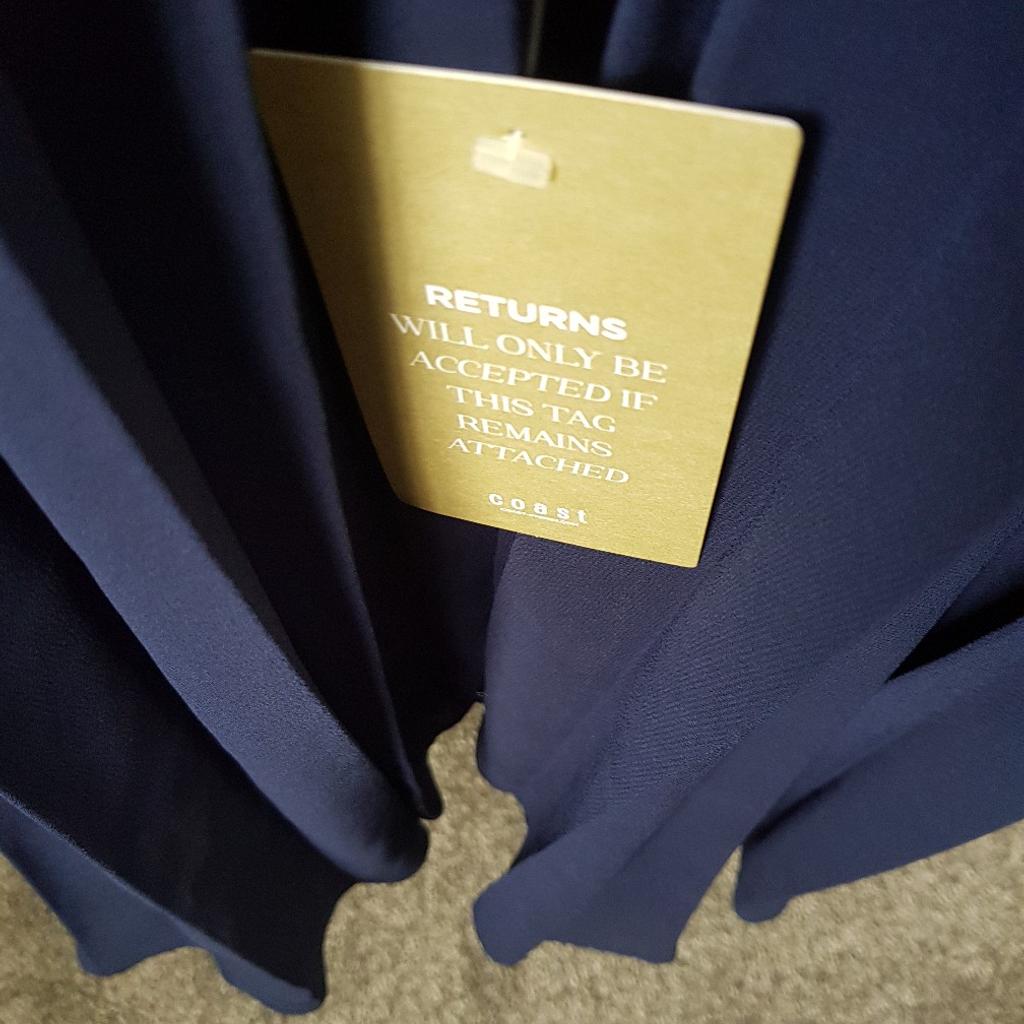 RETURNS
WILL ONLY BE
ACCEPTED IF
THIS TAG
REMAINS
ATTACHED
coast